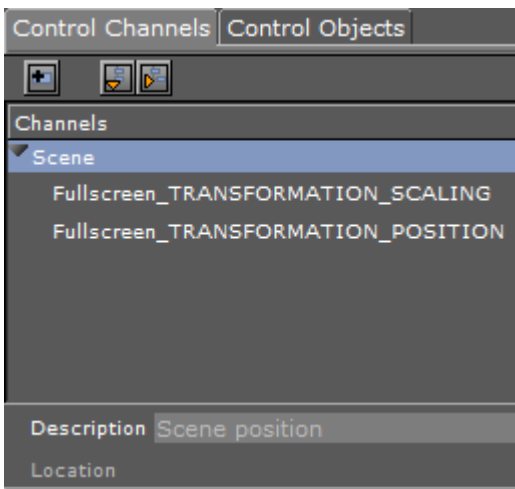 Control Channels Control Objects
Channels
Scene
Fullscreen_TRANSFORMATION_SCALING
Fullscreen_TRANSFORMATION_POSITION
Description Scene position
Location